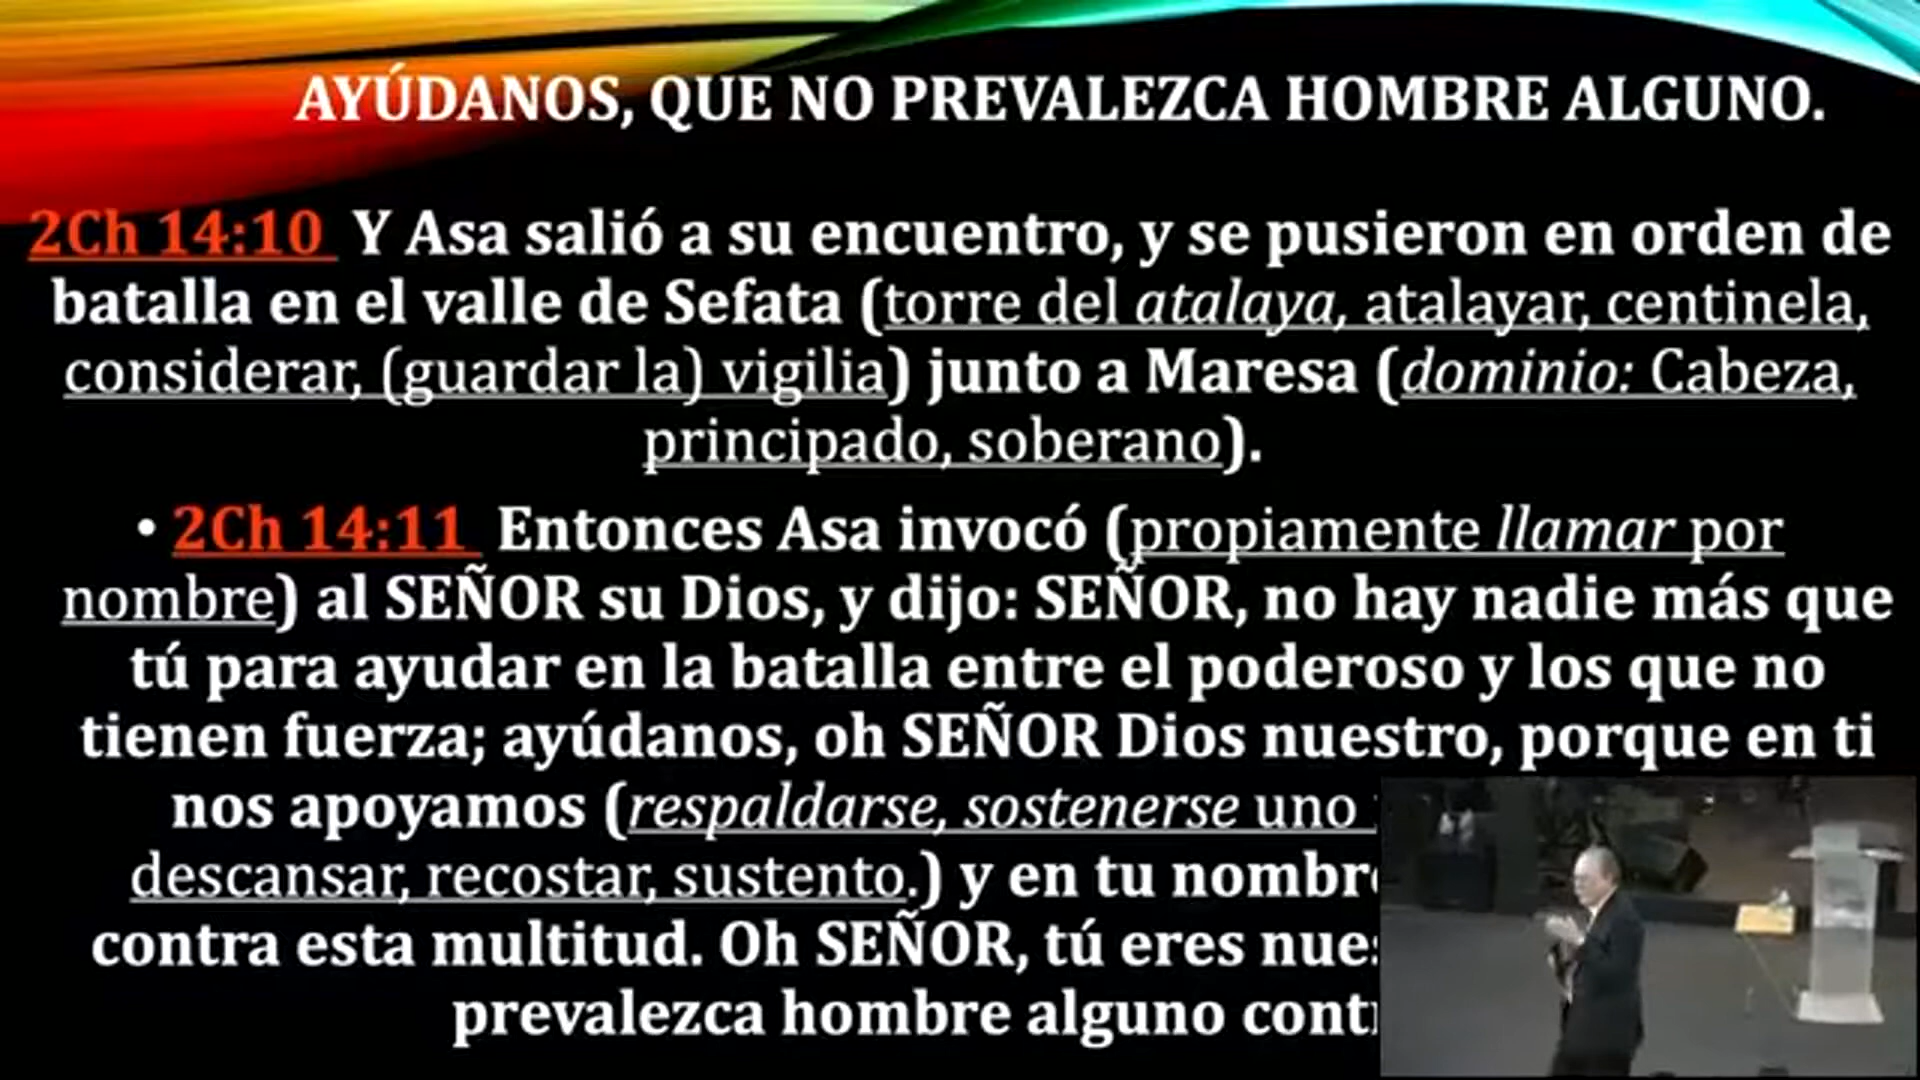 AYÚDANOS, QUE NO PREVALEZCA HOMBRE ALGUNO.
2Ch 14:10 Y Asa salió a su encuentro, y se pusieron en orden de
batalla en el valle de Sefata (torre del atalaya, atalayar, centinela,
considerar, (guardar la) vigilia) junto a Maresa (dominio: Cabeza,
principado, soberano).
• 2Ch 14:11 Entonces Asa invocó (propiamente llamar por
nombre) al SEÑOR su Dios, y dijo: SEÑOR, no hay nadie más que
tú para ayudar en la batalla entre el poderoso y los que no
tienen fuerza; ayúdanos, oh SEÑOR Dios nuestro, porque en ti
nos apoyamos (respaldarse, sostenerse uno
descansar, recostar, sustento.) y en tu
contra esta multitud. Oh SEÑOR, tú eres
prevalezca hombre alguno